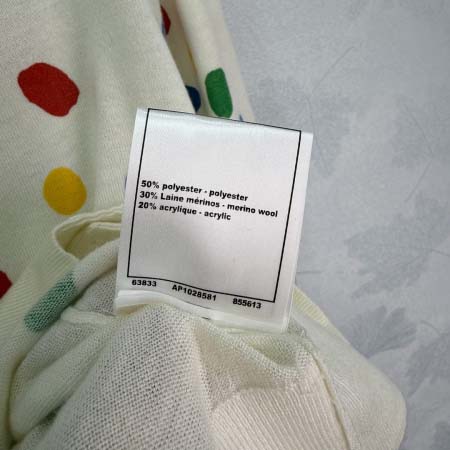 50% polyester - polyester
30% Laine mérinos - merino wool
20% acrylique - acrylic
63833 AP1028581 855613